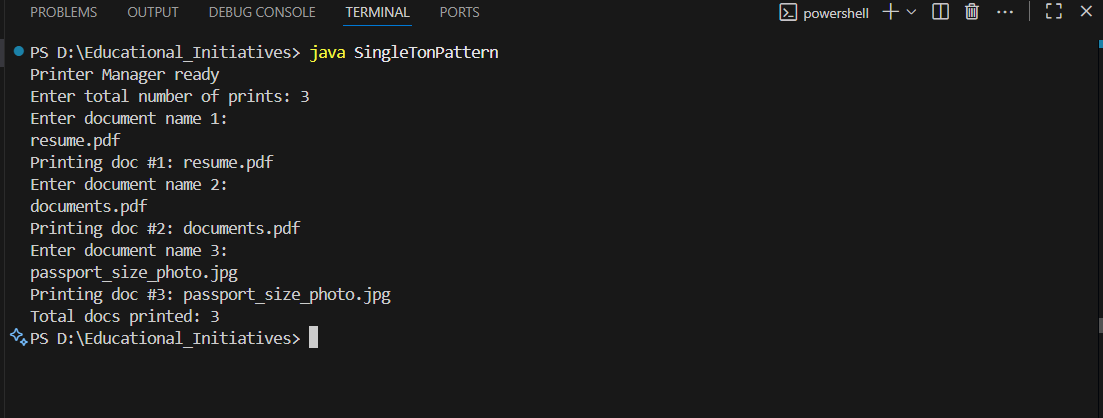 PROBLEMS OUTPUT DEBUG CONSOLE TERMINAL PORTS powershell
PS D:\Educational_Initiatives> java SingleTonPattern
Printer Manager ready
Enter total number of prints: 3
Enter document name 1:
resume.pdf
Printing doc #1: resume.pdf
Enter document name 2:
documents.pdf
Printing doc #2: documents.pdf
Enter document name 3:
passport_size_photo.jpg
Printing doc #3: passport_size_photo.jpg
Total docs printed: 3
PS D:\Educational_Initiatives>